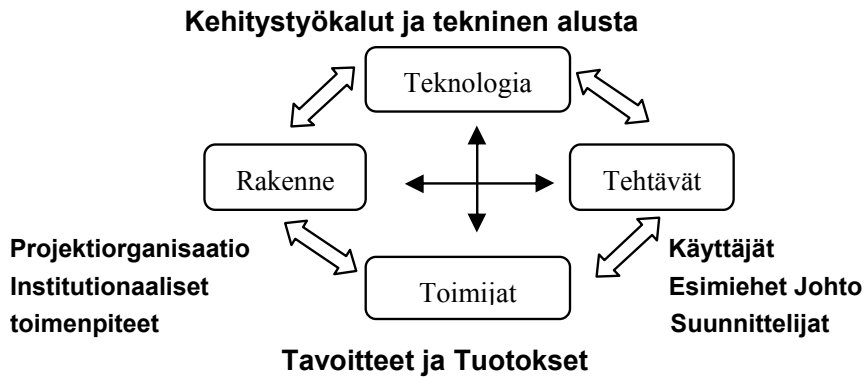 Kehitystyökalut ja tekninen alusta
Teknologia
Rakenne
Tehtävät
Projektiorganisaatio
Institutionaaliset
toimenpiteet
Toimijat
Käyttäjät
Esimiehet Johto
Suunnittelijat
Tavoitteet ja Tuotokset